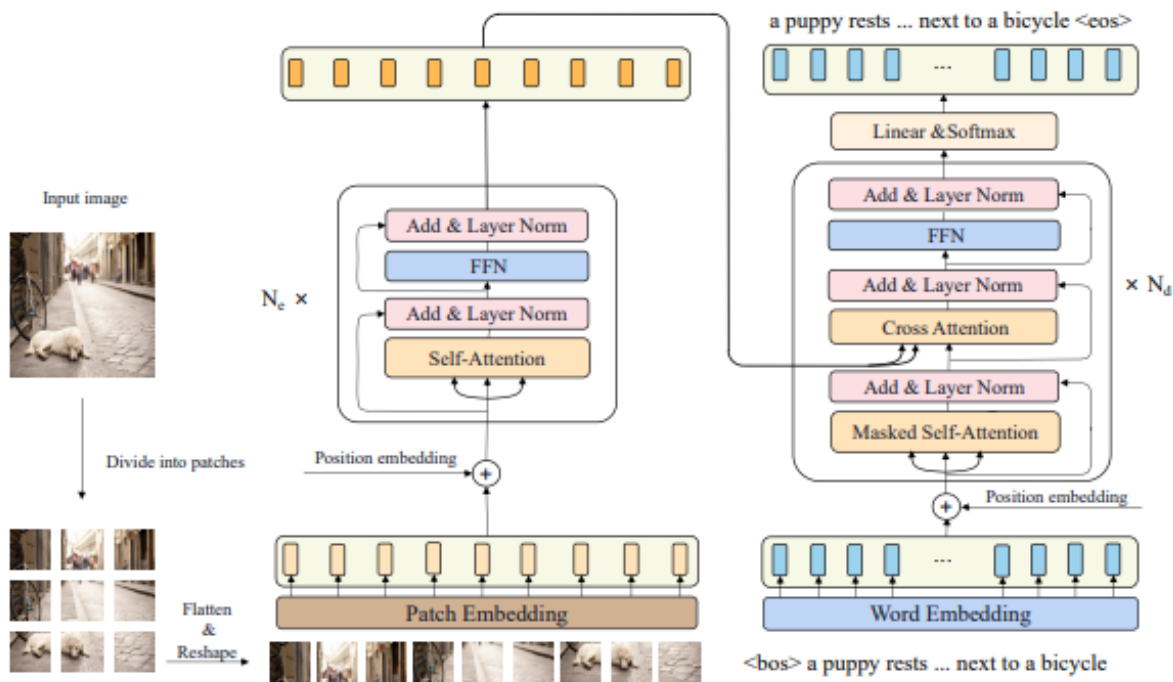 a puppy rests ... next to a bicycle <eos>
Linear &Softmax
Input image
Add & Layer Norm
FFN
Add & Layer Norm
Self-Attention
N_e ×
Add & Layer Norm
FFN
Add & Layer Norm
Cross Attention
Add & Layer Norm
Masked Self-Attention
× N_d
Divide into patches
Position embedding
+
Position embedding
+
...
...
Flatten
&
Reshape
Patch Embedding
Word Embedding
<bos> a puppy rests ... next to a bicycle